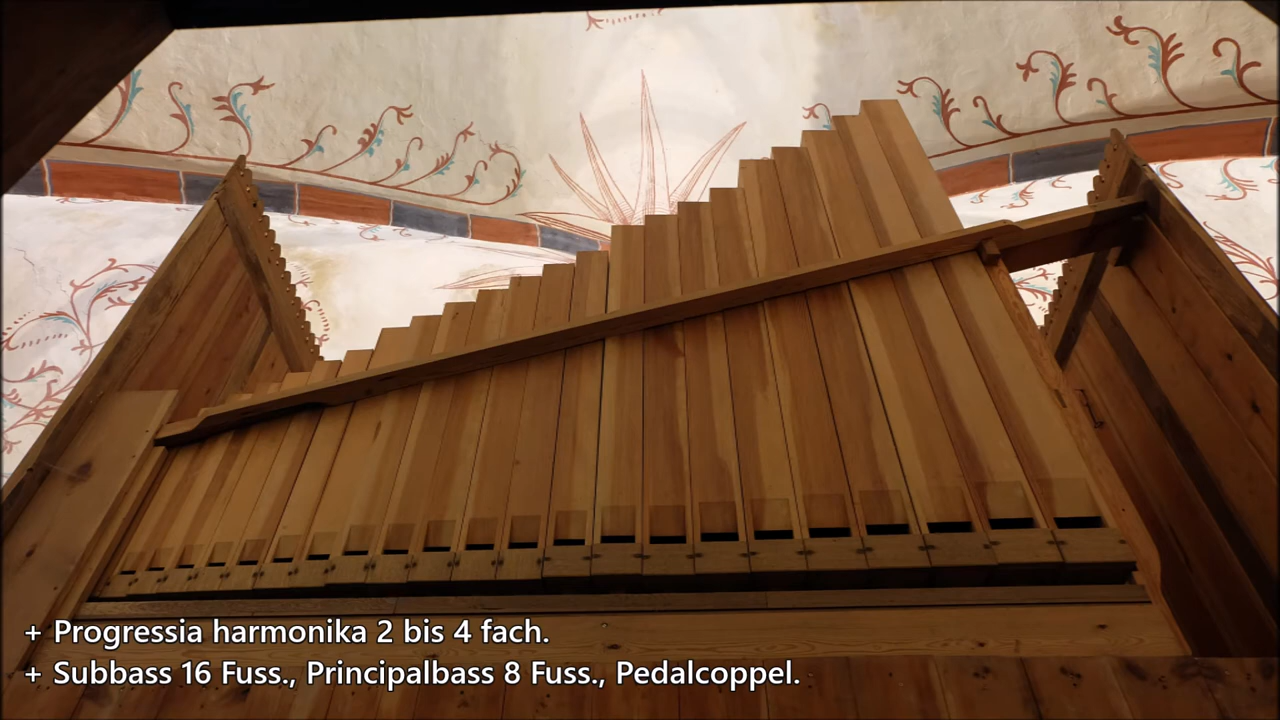 + Progressia harmonika 2 bis 4 fach.
+ Subbass 16 Fuss., Principalbass 8 Fuss., Pedalcoppel.